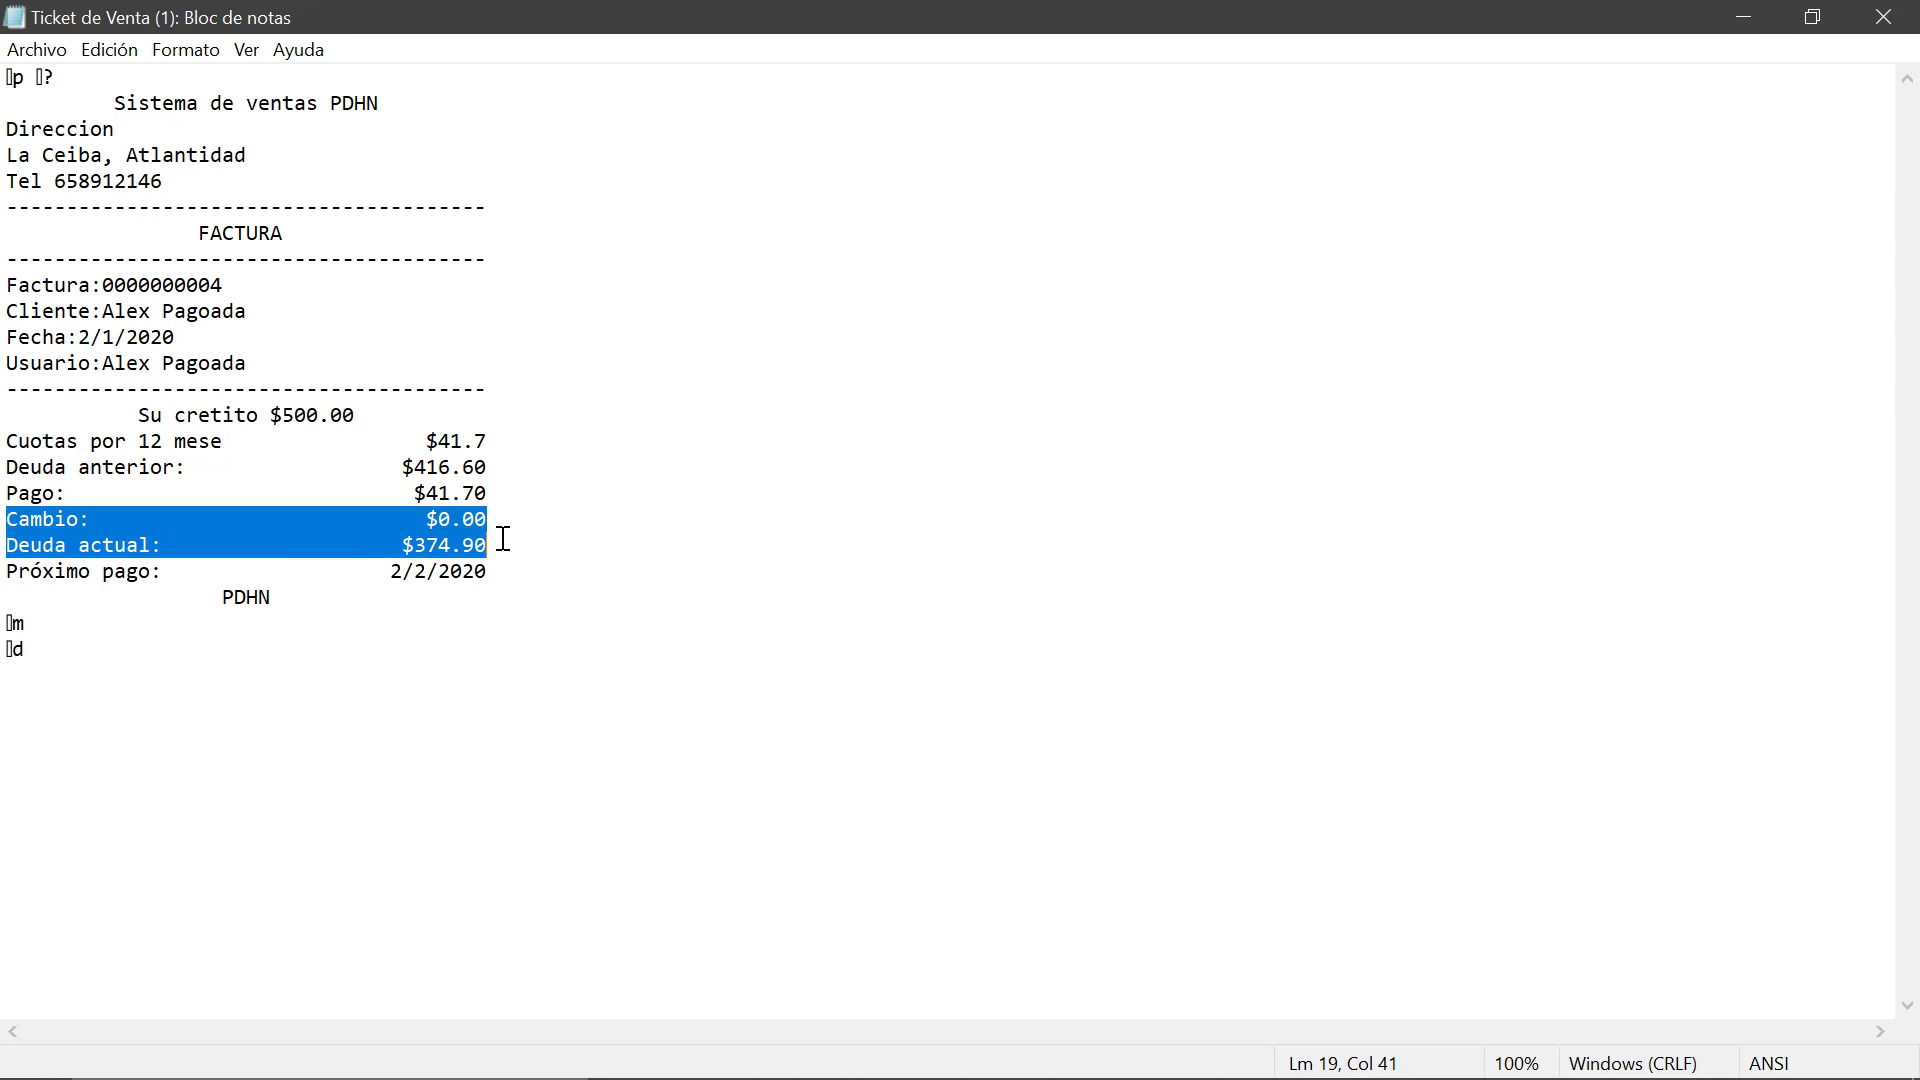 Ticket de Venta (1): Bloc de notas
Archivo Edición Formato Ver Ayuda
p ?
Sistema de ventas PDHN
Direccion
La Ceiba, Atlantidad
Tel 658912146
----------------------------------------
FACTURA
----------------------------------------
Factura:0000000004
Cliente:Alex Pagoada
Fecha:2/1/2020
Usuario:Alex Pagoada
----------------------------------------
Su cretito $500.00
Cuotas por 12 mese $41.7
Deuda anterior: $416.60
Pago: $41.70
Cambio: $0.00
Deuda actual: $374.90
Próximo pago: 2/2/2020
PDHN
m
d
Lm 19, Col 41 100% Windows (CRLF) ANSI